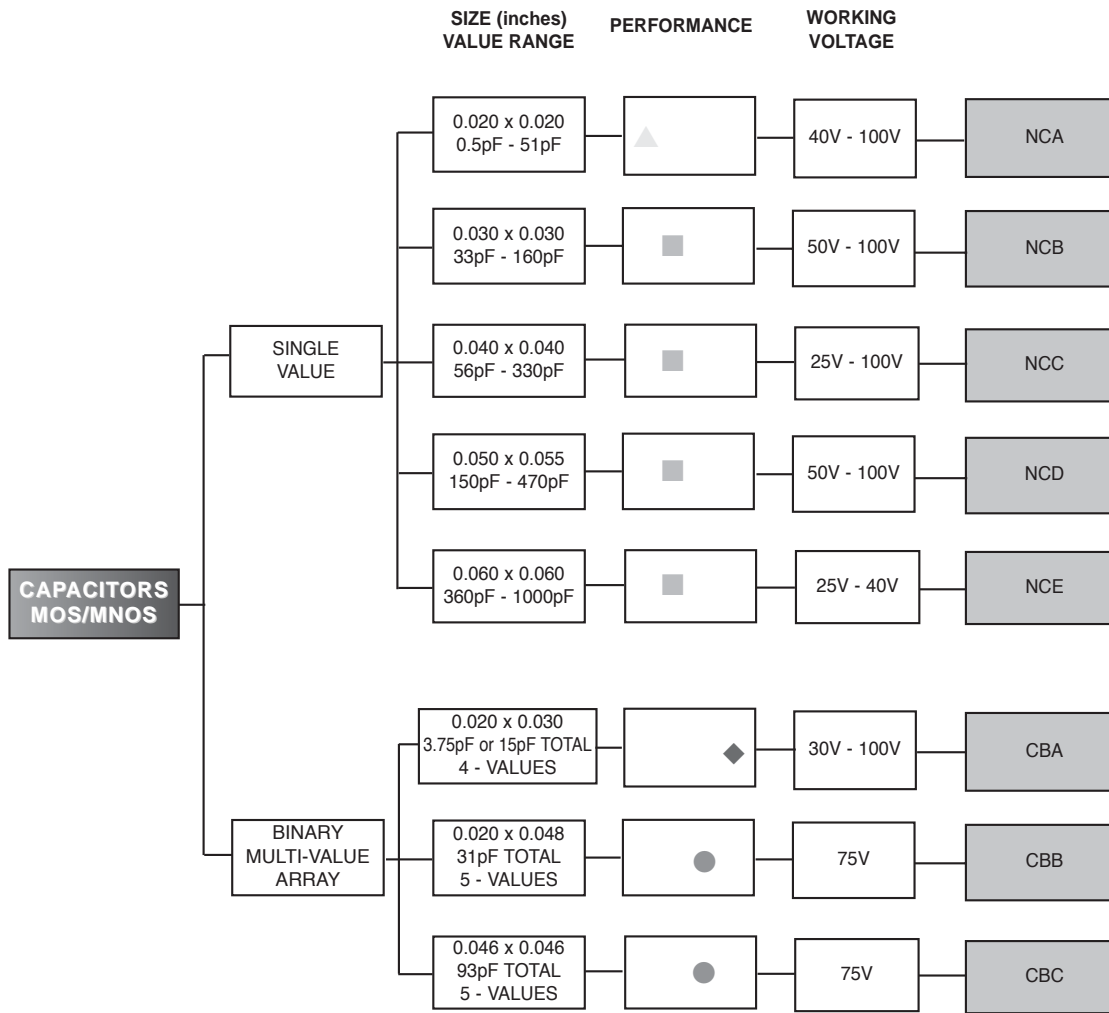 SIZE (inches)
VALUE RANGE
PERFORMANCE
WORKING
VOLTAGE
0.020 x 0.020
0.5pF - 51pF
40V - 100V
NCA
0.030 x 0.030
33pF - 160pF
50V - 100V
NCB
SINGLE
VALUE
0.040 x 0.040
56pF - 330pF
25V - 100V
NCC
0.050 x 0.055
150pF - 470pF
50V - 100V
NCD
CAPACITORS
MOS/MNOS
0.060 x 0.060
360pF - 1000pF
25V - 40V
NCE
0.020 x 0.030
3.75pF or 15pF TOTAL
4 - VALUES
30V - 100V
CBA
BINARY
MULTI-VALUE
ARRAY
0.020 x 0.048
31pF TOTAL
5 - VALUES
75V
CBB
0.046 x 0.046
93pF TOTAL
5 - VALUES
75V
CBC